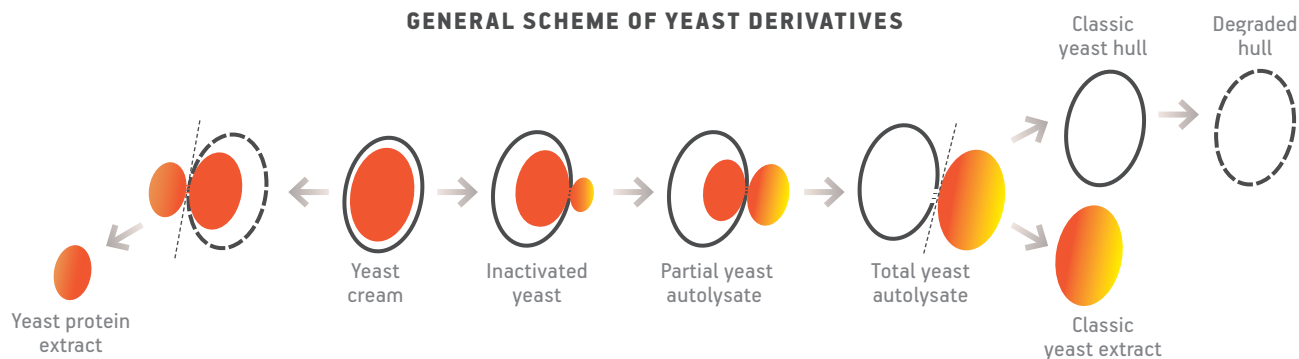 GENERAL SCHEME OF YEAST DERIVATIVES
Classic
yeast hull
Degraded
hull
Yeast
cream
Inactivated
yeast
Partial yeast
autolysate
Total yeast
autolysate
Yeast protein
extract
Classic
yeast extract